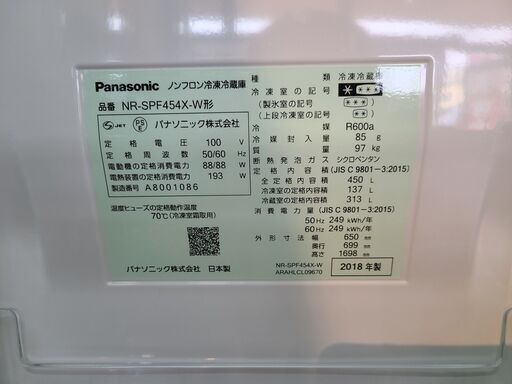 Panasonic ノンフロン冷凍冷蔵庫
品番 NR-SPF454X-W形
JET PS E パナソニック株式会社
定格電圧 100 V
定格周波数 50/60 Hz
電動機の定格消費電力 88/88 W
電熱装置の定格消費電力 193 W
製造番号 A8001086
温度ヒューズの定格動作温度
70℃(冷凍室霜取用)
パナソニック株式会社 日本製
種類 冷凍冷蔵庫
冷凍室の記号
(製氷室の記号
(上段冷凍室の記号
冷媒 R600a
冷媒封入量 85 g
質量 97 kg
断熱発泡ガス シクロペンタン
定格内容積(JIS C 9801-3:2015)
全定格内容積 450 L
冷凍室の定格内容積 137 L
冷蔵室の定格内容積 313 L
消費電力量(JIS C 9801-3:2015)
50Hz 249 kWh/年
60Hz 249 kWh/年
外形寸法 幅 650 mm
奥行 699 mm
高さ 1698 mm
NR-SPF454X-W
ARAHLCL09670
2018年製